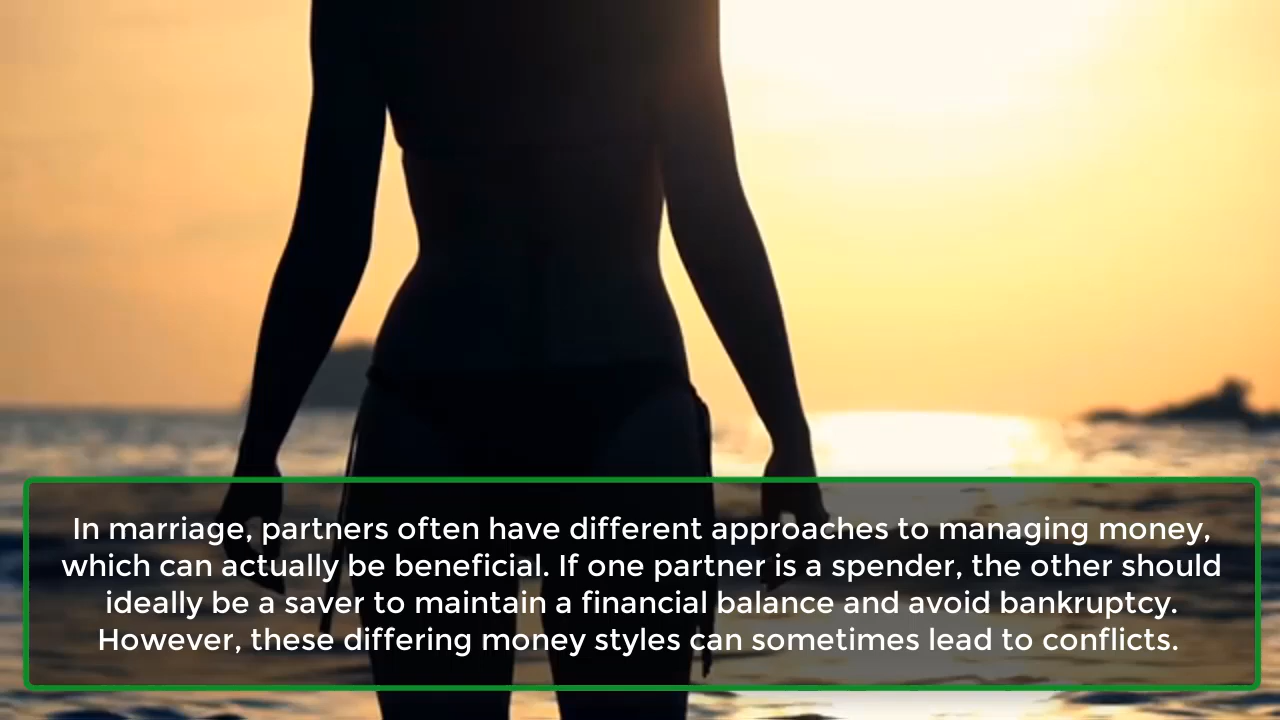 In marriage, partners often have different approaches to managing money,
which can actually be beneficial. If one partner is a spender, the other should
ideally be a saver to maintain a financial balance and avoid bankruptcy.
However, these differing money styles can sometimes lead to conflicts.